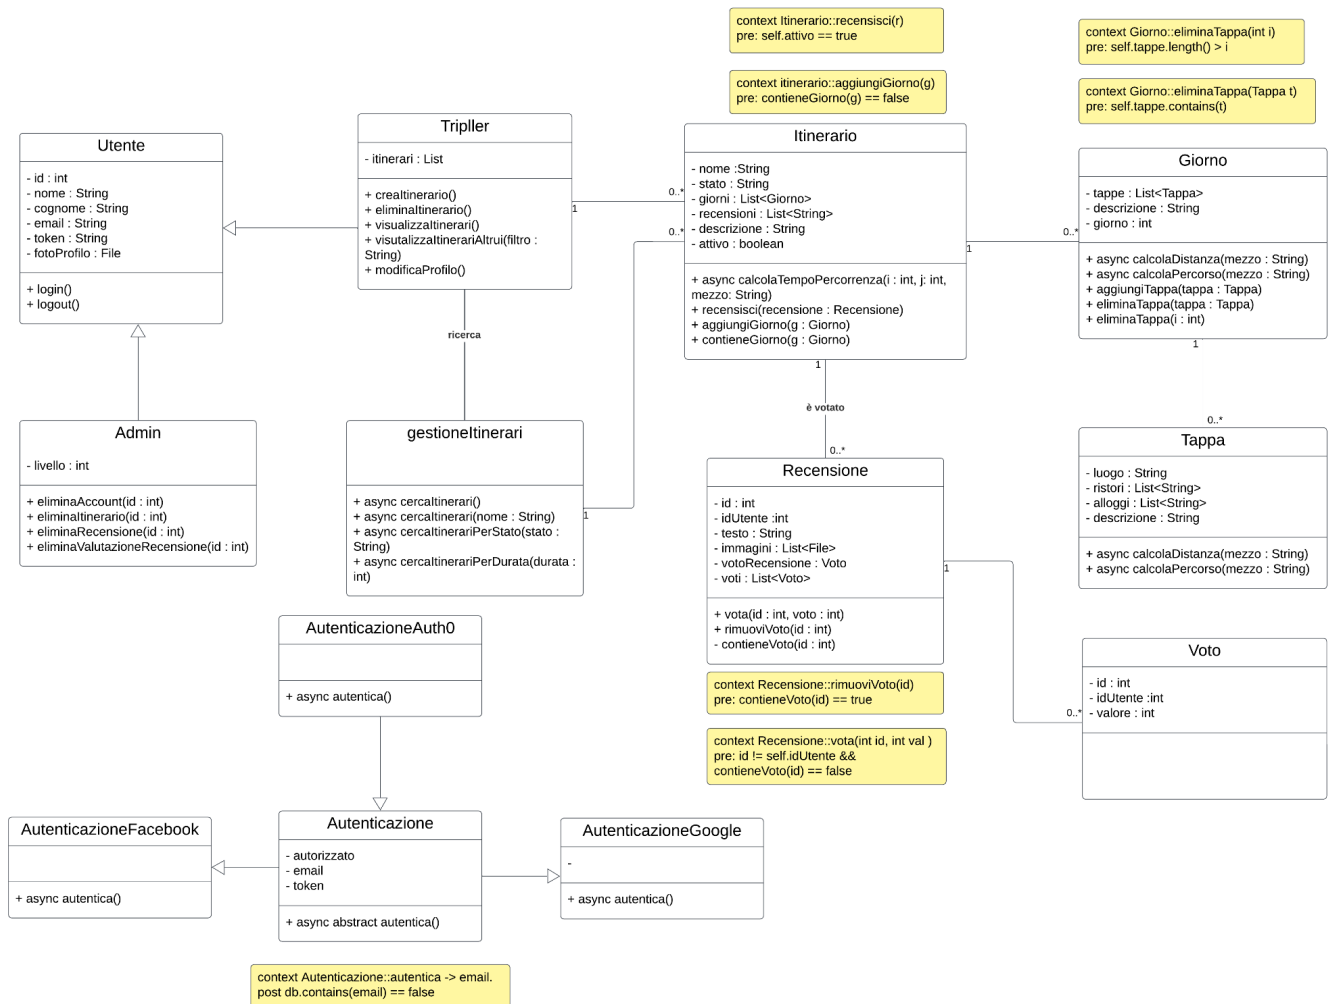 context Itinerario::recensisci(r)
pre: self.attivo == true
context itinerario::aggiungiGiorno(g)
pre: contieneGiorno(g) == false
context Giorno::eliminaTappa(int i)
pre: self.tappe.length() > i
context Giorno::eliminaTappa(Tappa t)
pre: self.tappe.contains(t)
Utente
- id : int
- nome : String
- cognome : String
- email : String
- token : String
- fotoProfilo : File
+ login()
+ logout()
Tripller
- itinerari : List
+ creaItinerario()
+ eliminaItinerario()
+ visualizzaItinerari()
+ visutalizzaItinerariAltrui(filtro :
String)
+ modificaProfilo()
1
0..*
0..*
Itinerario
- nome :String
- stato : String
- giorni : List<Giorno>
- recensioni : List<String>
- descrizione : String
- attivo : boolean
+ async calcolaTempoPercorrenza(i : int, j: int,
mezzo: String)
+ recensisci(recensione : Recensione)
+ aggiungiGiorno(g : Giorno)
+ contieneGiorno(g : Giorno)
1
0..*
Giorno
- tappe : List<Tappa>
- descrizione : String
- giorno : int
+ async calcolaDistanza(mezzo : String)
+ async calcolaPercorso(mezzo : String)
+ aggiungiTappa(tappa : Tappa)
+ eliminaTappa(tappa : Tappa)
+ eliminaTappa(i : int)
ricerca
1
è votato
0..*
1
0..*
Admin
- livello : int
+ eliminaAccount(id : int)
+ eliminaItinerario(id : int)
+ eliminaRecensione(id : int)
+ eliminaValutazioneRecensione(id : int)
gestioneItinerari
+ async cercaItinerari()
+ async cercaItinerari(nome : String)
+ async cercaItinerariPerStato(stato :
String)
+ async cercaItinerariPerDurata(durata :
int)
1
Recensione
- id : int
- idUtente :int
- testo : String
- immagini : List<File>
- votoRecensione : Voto
- voti : List<Voto>
+ vota(id : int, voto : int)
+ rimuoviVoto(id : int)
- contieneVoto(id : int)
1
0..*
Tappa
- luogo : String
- ristori : List<String>
- alloggi : List<String>
- descrizione : String
+ async calcolaDistanza(mezzo : String)
+ async calcolaPercorso(mezzo : String)
context Recensione::rimuoviVoto(id)
pre: contieneVoto(id) == true
context Recensione::vota(int id, int val )
pre: id != self.idUtente &&
contieneVoto(id) == false
Voto
- id : int
- idUtente :int
- valore : int
AutenticazioneAuth0
+ async autentica()
AutenticazioneFacebook
+ async autentica()
Autenticazione
- autorizzato
- email
- token
+ async abstract autentica()
AutenticazioneGoogle
-
+ async autentica()
context Autenticazione::autentica -> email.
post db.contains(email) == false